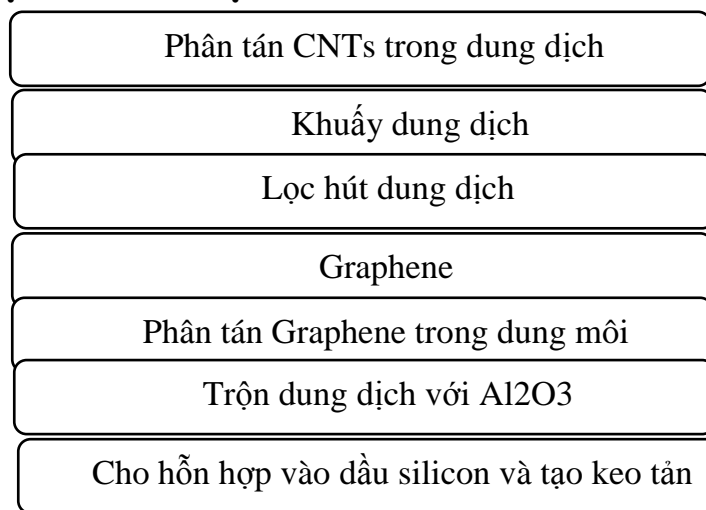 Phân tán CNTs trong dung dịch
Khuấy dung dịch
Lọc hút dung dịch
Graphene
Phân tán Graphene trong dung môi
Trộn dung dịch với Al2O3
Cho hỗn hợp vào dầu silicon và tạo keo tản